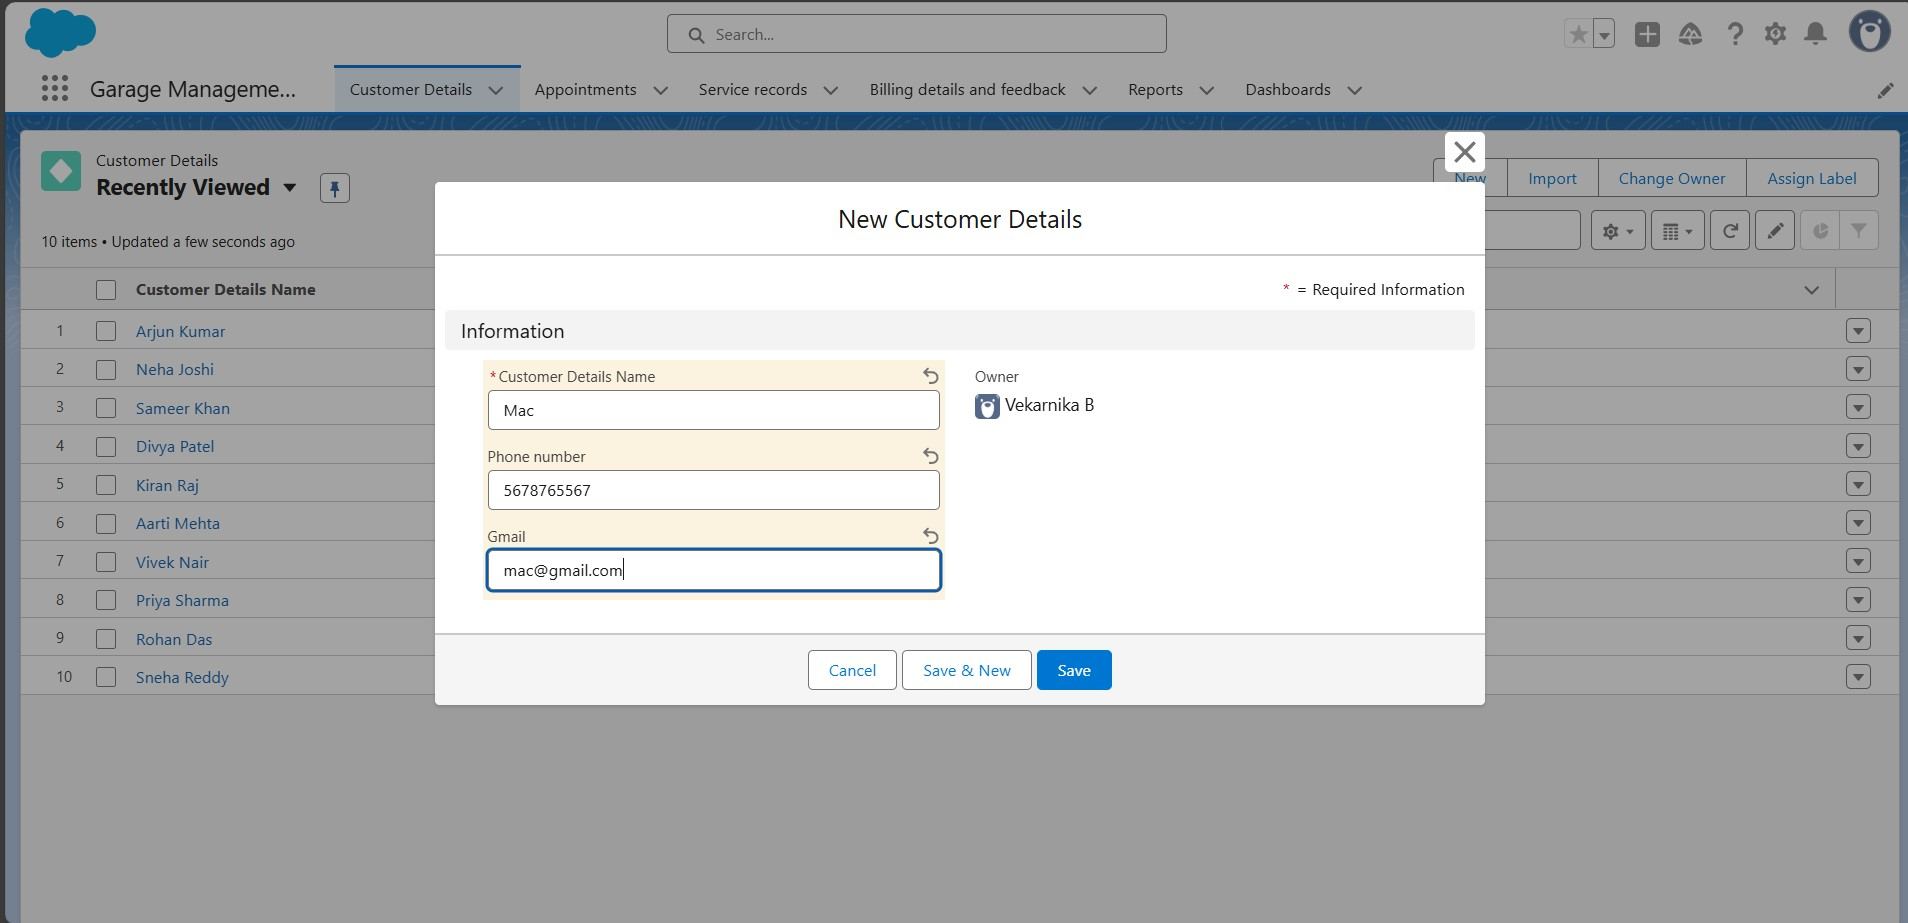 Search...
Garage Manageme...
Customer Details
Appointments
Service records
Billing details and feedback
Reports
Dashboards
Customer Details
Recently Viewed
New
Import
Change Owner
Assign Label
10 items • Updated a few seconds ago
Customer Details Name
1 Arjun Kumar
2 Neha Joshi
3 Sameer Khan
4 Divya Patel
5 Kiran Raj
6 Aarti Mehta
7 Vivek Nair
8 Priya Sharma
9 Rohan Das
10 Sneha Reddy
New Customer Details
* = Required Information
Information
*Customer Details Name
Mac
Owner
Vekarnika B
Phone number
5678765567
Gmail
mac@gmail.com
Cancel
Save & New
Save